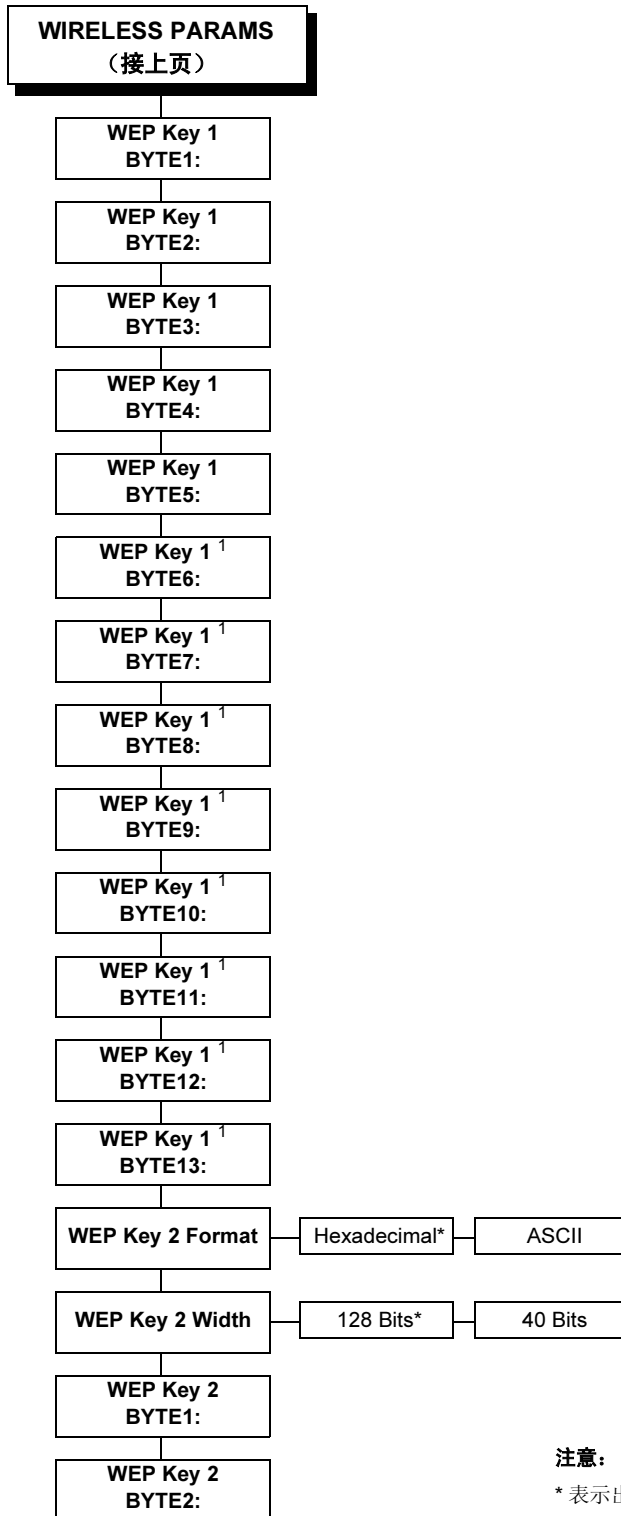 WIRELESS PARAMS
（接上页）
WEP Key 1
BYTE1:
WEP Key 1
BYTE2:
WEP Key 1
BYTE3:
WEP Key 1
BYTE4:
WEP Key 1
BYTE5:
WEP Key 1 1
BYTE6:
WEP Key 1 1
BYTE7:
WEP Key 1 1
BYTE8:
WEP Key 1 1
BYTE9:
WEP Key 1 1
BYTE10:
WEP Key 1 1
BYTE11:
WEP Key 1 1
BYTE12:
WEP Key 1 1
BYTE13:
WEP Key 2 Format Hexadecimal* ASCII
WEP Key 2 Width 128 Bits* 40 Bits
WEP Key 2
BYTE1:
WEP Key 2
BYTE2:
注意：
* 表示